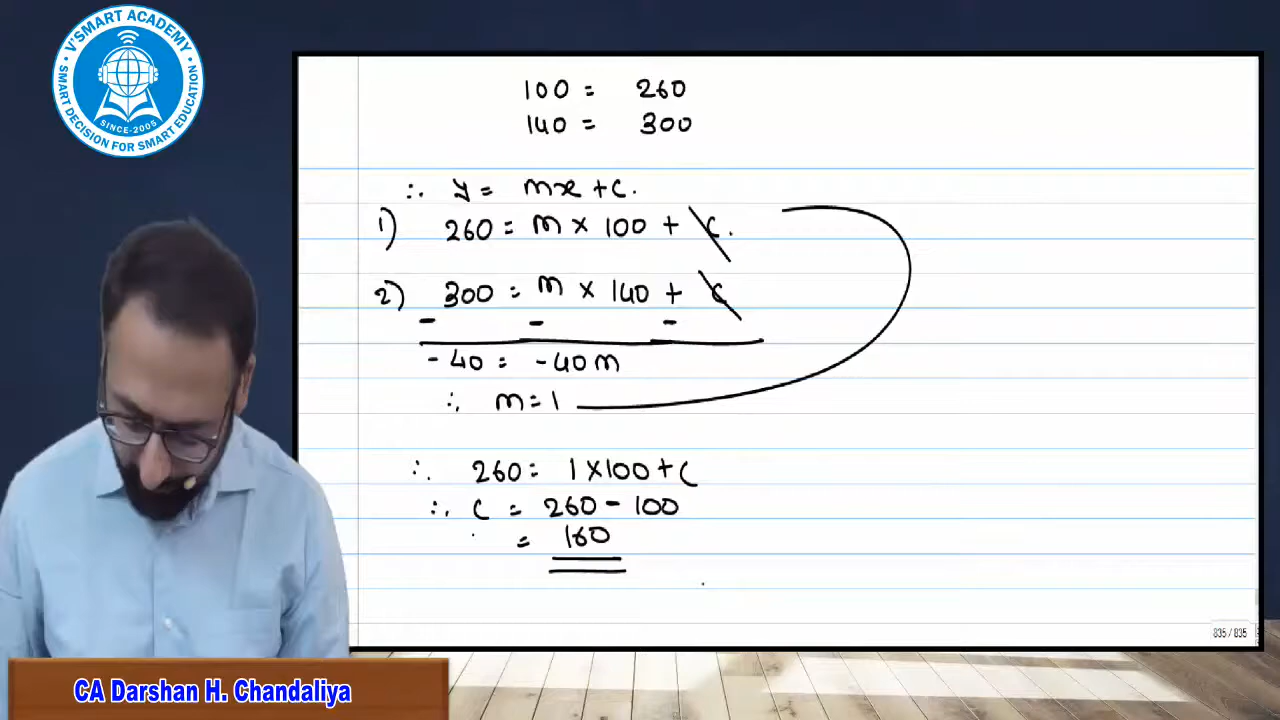 V'SMART ACADEMY
SINCE-2005
SMART DECISION FOR SMART EDUCATION
100 = 260
140 = 300
∴ y = mx + c.
1) 260 = m × 100 + c.
2) 300 = m × 140 + c
- - -
-40 = -40m
∴ m = 1
∴ 260 = 1 × 100 + c
∴ c = 260 - 100
= 160
835 / 835
CA Darshan H. Chandaliya